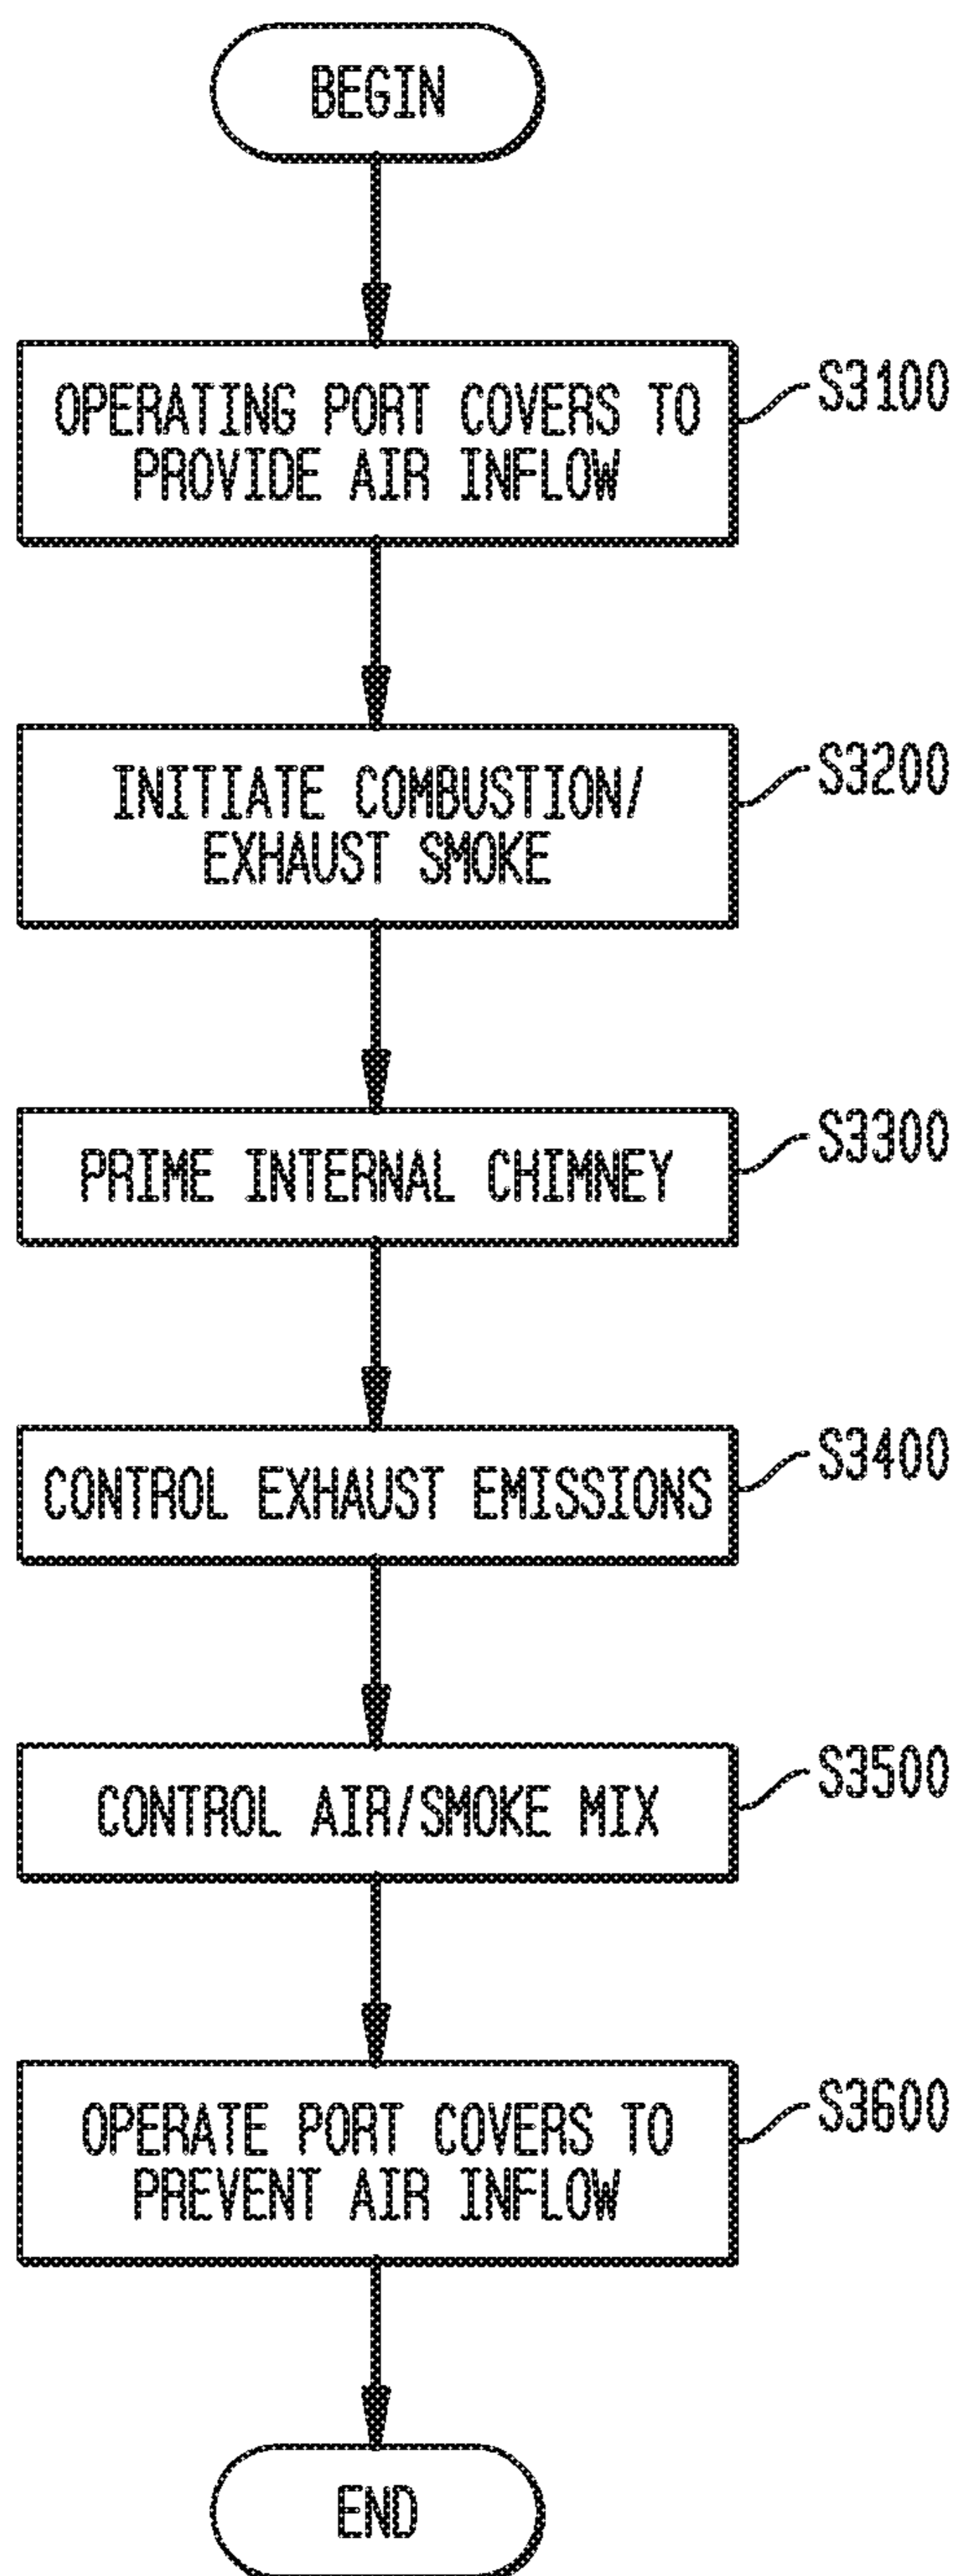 BEGIN
OPERATING PORT COVERS TO
PROVIDE AIR INFLOW
S3100
INITIATE COMBUSTION/
EXHAUST SMOKE
S3200
PRIME INTERNAL CHIMNEY
S3300
CONTROL EXHAUST EMISSIONS
S3400
CONTROL AIR/SMOKE MIX
S3500
OPERATE PORT COVERS TO
PREVENT AIR INFLOW
S3600
END